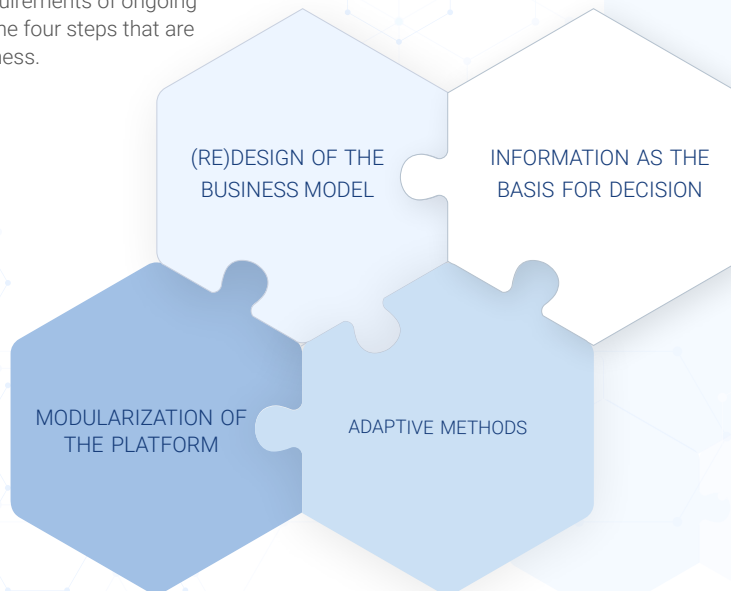 uirements of ongoing
he four steps that are
ness.
(RE)DESIGN OF THE
BUSINESS MODEL
INFORMATION AS THE
BASIS FOR DECISION
MODULARIZATION OF
THE PLATFORM
ADAPTIVE METHODS